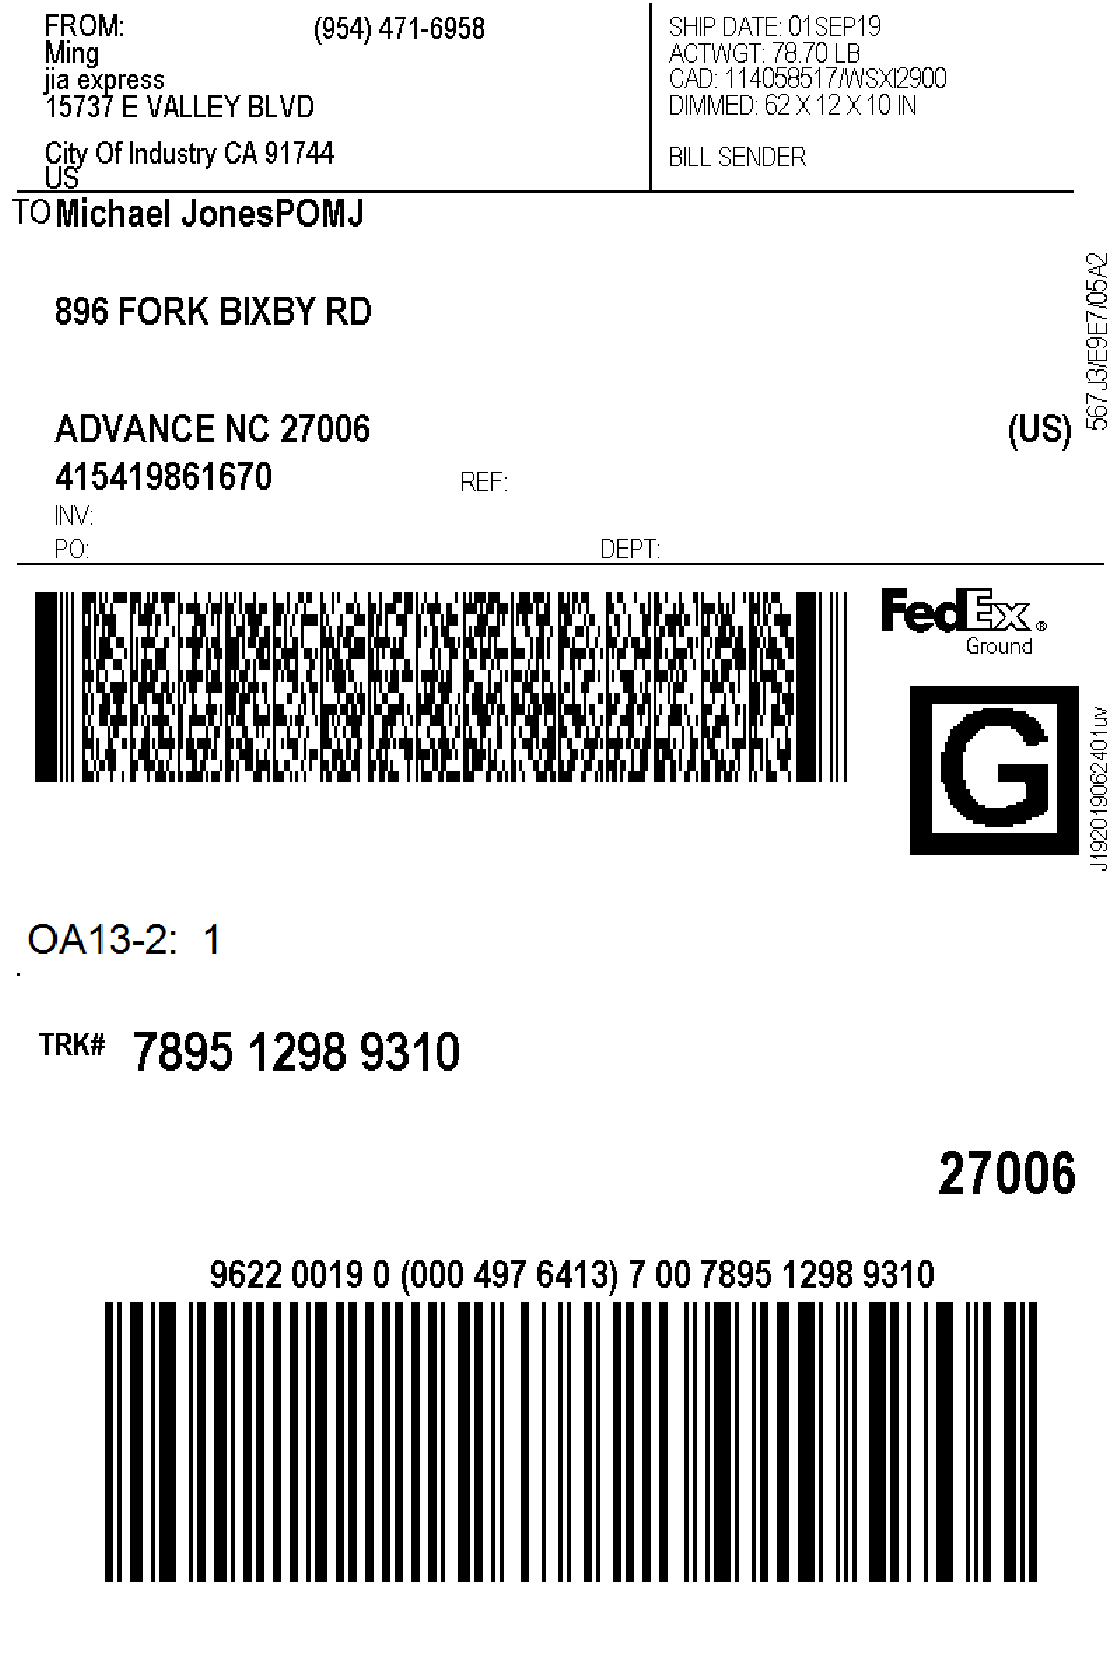 FROM: (954) 471-6958
Ming
jia express
15737 E VALLEY BLVD
City Of Industry CA 91744
US
SHIP DATE: 01SEP19
ACTWGT: 78.70 LB
CAD: 114058517/WSXI2900
DIMMED: 62 X 12 X 10 IN
BILL SENDER
TO Michael JonesPOMJ
896 FORK BIXBY RD
ADVANCE NC 27006 (US)
415419861670 REF:
INV:
PO: DEPT:
567J3/E9E7/05A2
FedEx®
Ground
G
J192019062401uv
OA13-2: 1
TRK# 7895 1298 9310
27006
9622 0019 0 (000 497 6413) 7 00 7895 1298 9310